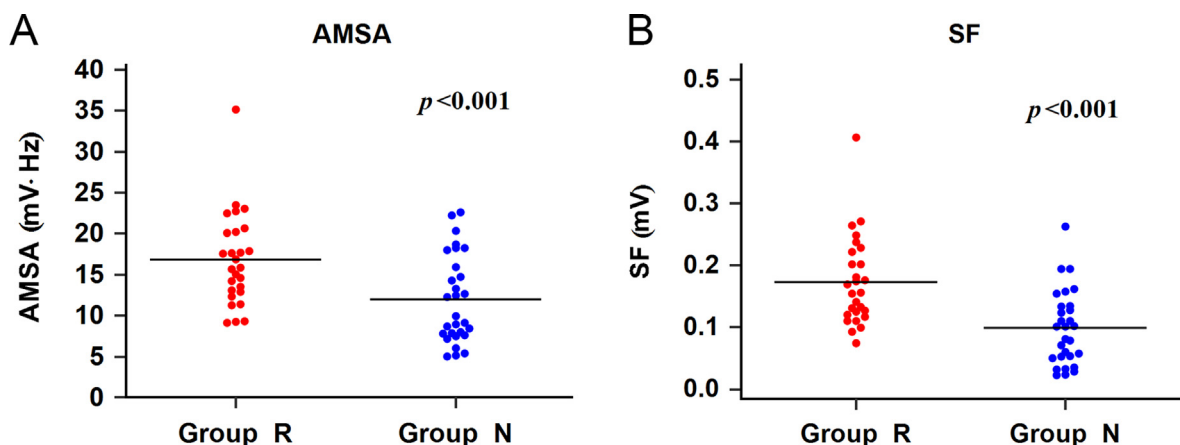 A
AMSA
AMSA (mV· Hz)
40
35
30
25
20
15
10
5
0
p<0.001
Group R
Group N
B
SF
SF (mV)
0.5
0.4
0.3
0.2
0.1
0.0
p<0.001
Group R
Group N